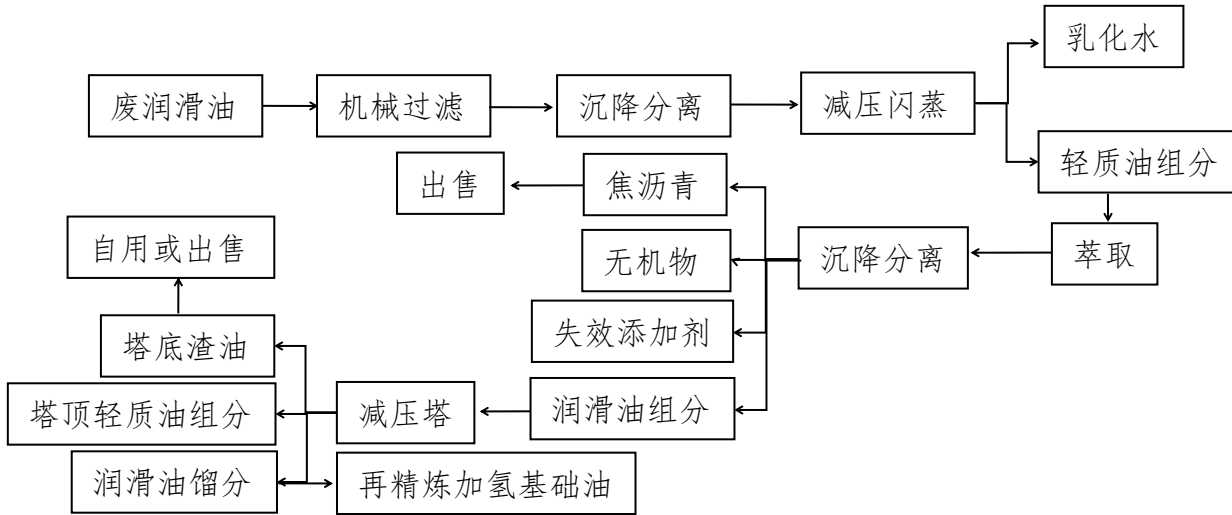 乳化水
废润滑油
机械过滤
沉降分离
减压闪蒸
轻质油组分
出售
焦沥青
自用或出售
无机物
沉降分离
萃取
塔底渣油
失效添加剂
塔顶轻质油组分
减压塔
润滑油组分
润滑油馏分
再精炼加氢基础油